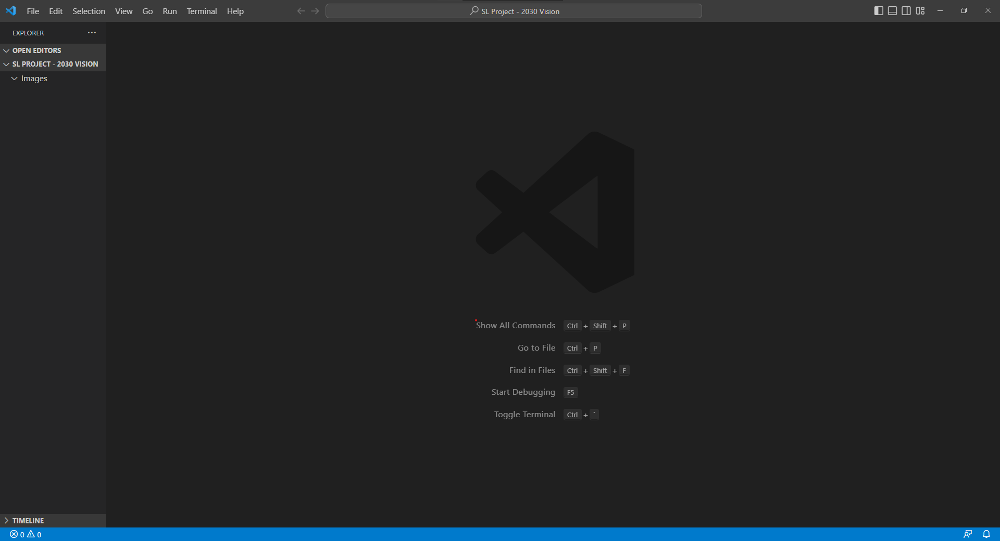 File Edit Selection View Go Run Terminal Help SL Project - 2030 Vision
EXPLORER
OPEN EDITORS
SL PROJECT - 2030 VISION
Images
Show All Commands Ctrl + Shift + P
Go to File Ctrl + P
Find in Files Ctrl + Shift + F
Start Debugging F5
Toggle Terminal Ctrl + `
TIMELINE
0 0